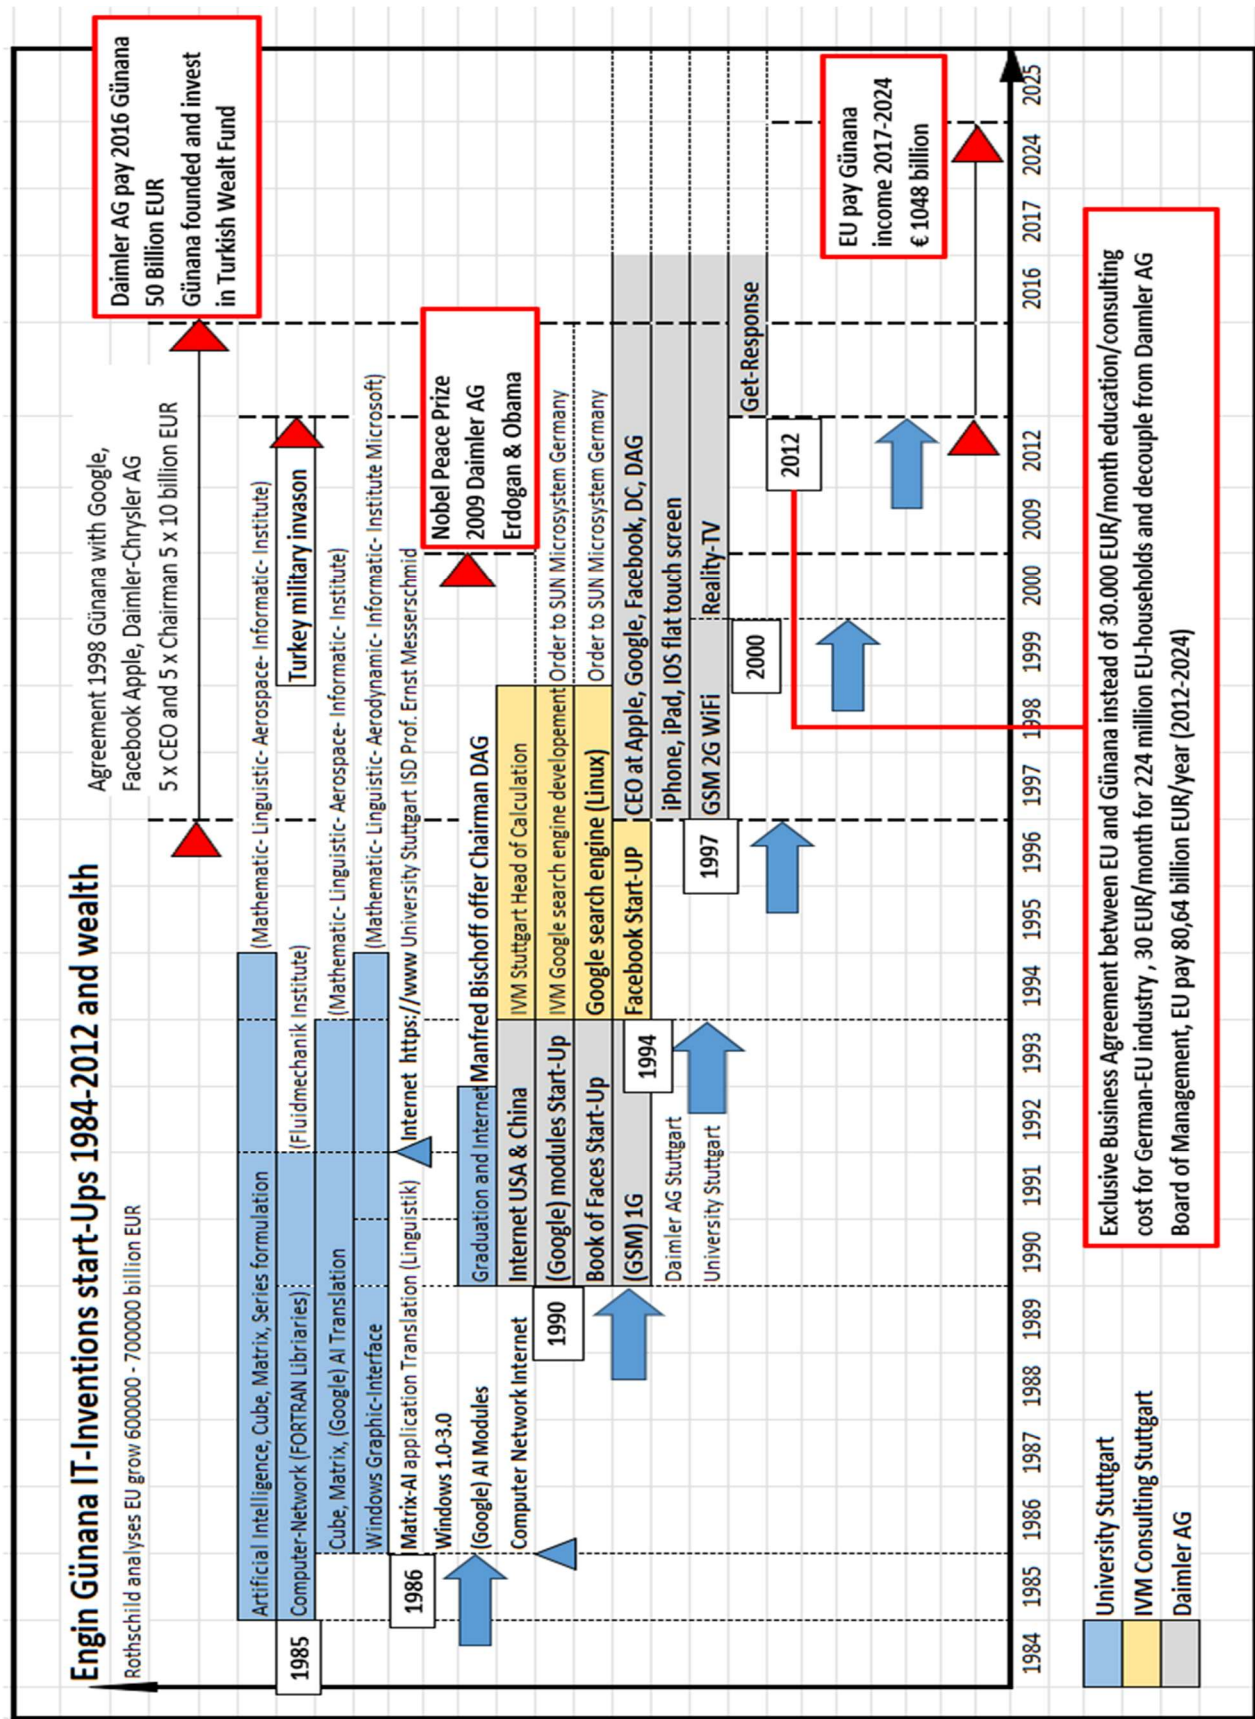 Engin Günana IT-Inventions start-Ups 1984-2012 and wealth
Rothschild analyses EU grow 600000 - 700000 billion EUR
Agreement 1998 Günana with Google,
Facebook Apple, Daimler-Chrysler AG
5 x CEO and 5 x Chairman 5 x 10 billion EUR
Daimler AG pay 2016 Günana
50 Billion EUR
Günana founded and invest
in Turkish Wealt Fund
1985
Artificial Intelligence, Cube, Matrix, Series formulation
(Mathematic- Linguistic- Aerospace- Informatic- Institute)
Computer-Network (FORTRAN Libriaries)
(Fluidmechanik Institute)
Turkey military invason
Cube, Matrix, (Google) AI Translation
(Mathematic- Linguistic- Aerospace- Informatic- Institute)
Windows Graphic-Interface
(Mathematic- Linguistic- Aerodynamic- Informatic- Institute Microsoft)
1986
Matrix-AI application Translation (Linguistik)
Internet https://www University Stuttgart ISD Prof. Ernst Messerschmid
Windows 1.0-3.0
(Google) AI Modules
Computer Network Internet
Nobel Peace Prize
2009 Daimler AG
Erdogan & Obama
Graduation and Internet
Manfred Bischoff offer Chairman DAG
Internet USA & China
IVM Stuttgart Head of Calculation
1990
(Google) modules Start-Up
IVM Google search engine developement
Order to SUN Microsystem Germany
Book of Faces Start-Up
Google search engine (Linux)
Order to SUN Microsystem Germany
(GSM) 1G
1994
Facebook Start-UP
CEO at Apple, Google, Facebook, DC, DAG
Daimler AG Stuttgart
iPhone, iPad, IOS flat touch screen
University Stuttgart
1997
GSM 2G WiFi
Reality-TV
2000
Get-Response
2012
EU pay Günana
income 2017-2024
€ 1048 billion
1984 1985 1986 1987 1988 1989 1990 1991 1992 1993 1994 1995 1996 1997 1998 1999 2000 2009 2012 2016 2017 2024 2025
University Stuttgart
IVM Consulting Stuttgart
Daimler AG
Exclusive Business Agreement between EU and Günana instead of 30.000 EUR/month education/consulting
cost for German-EU industry , 30 EUR/month for 224 million EU-households and decouple from Daimler AG
Board of Management, EU pay 80,64 billion EUR/year (2012-2024)